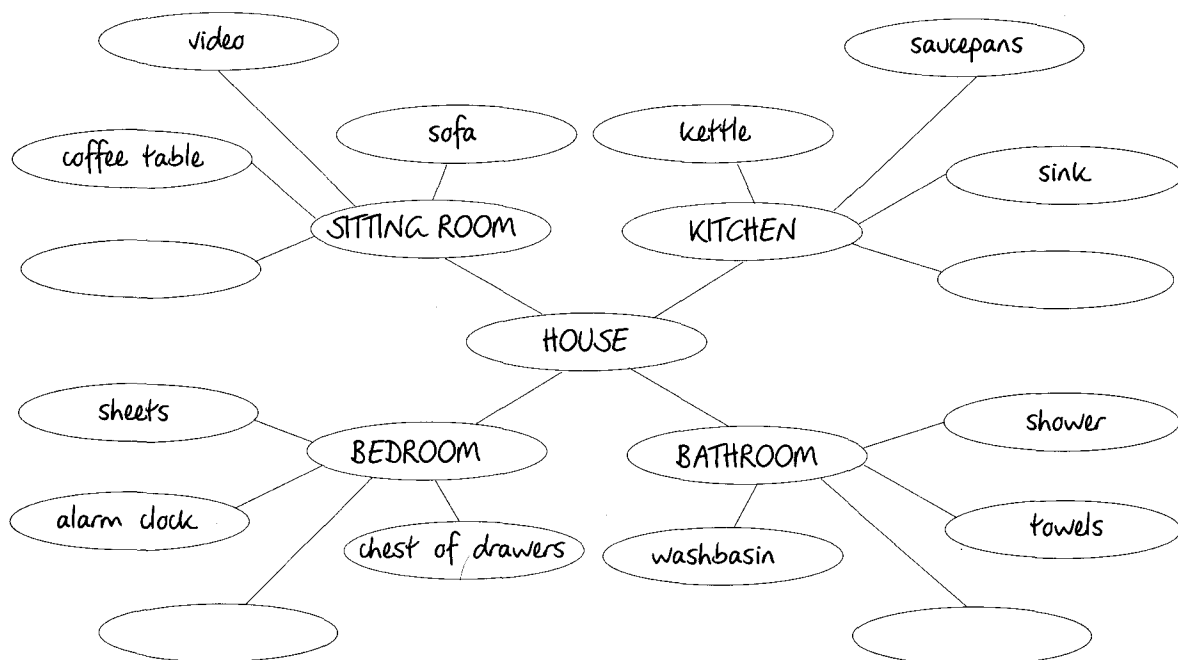 video
saucepans
sofa
kettle
coffee table
sink
SITTING ROOM
KITCHEN
HOUSE
sheets
shower
BEDROOM
BATHROOM
alarm clock
towels
chest of drawers
washbasin